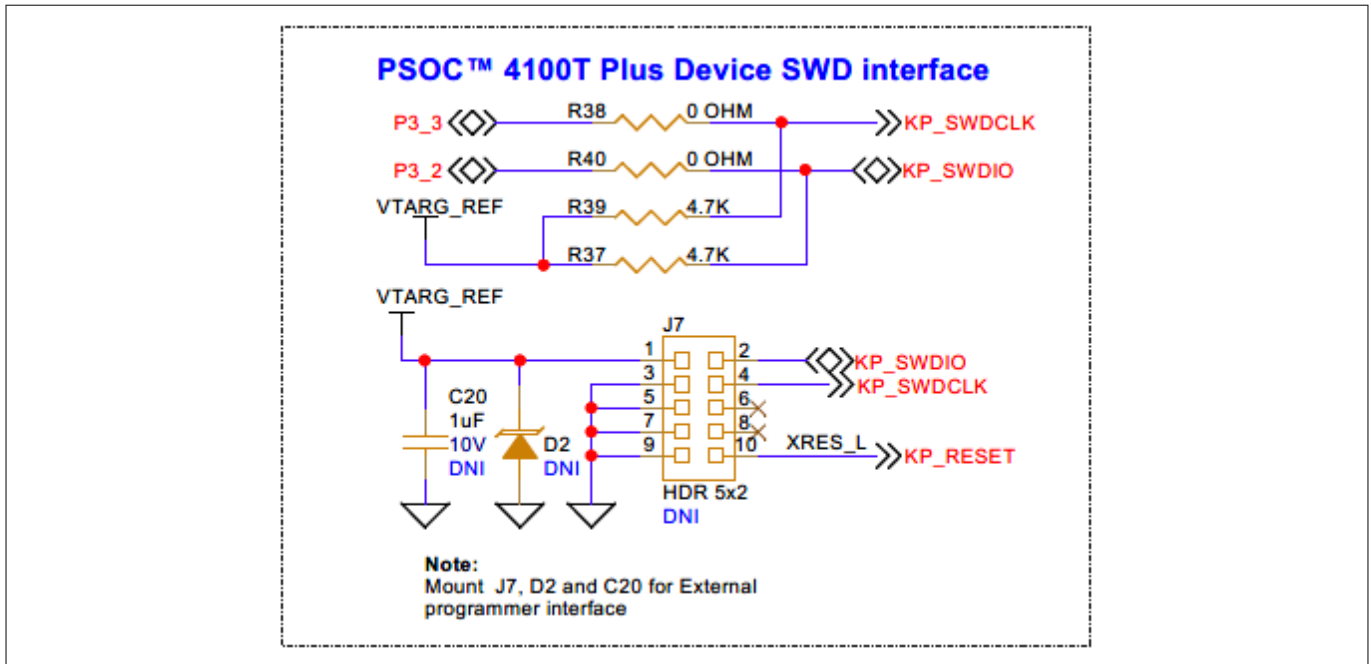 PSOC™ 4100T Plus Device SWD interface
P3_3 R38 0 OHM KP_SWDCLK
P3_2 R40 0 OHM KP_SWDIO
VTARG_REF R39 4.7K
R37 4.7K
VTARG_REF
J7
1 2 KP_SWDIO
3 4 KP_SWDCLK
5 6
7 8
9 10 XRES_L KP_RESET
C20
1uF
10V
DNI
D2
DNI
HDR 5x2
DNI
Note:
Mount J7, D2 and C20 for External
programmer interface